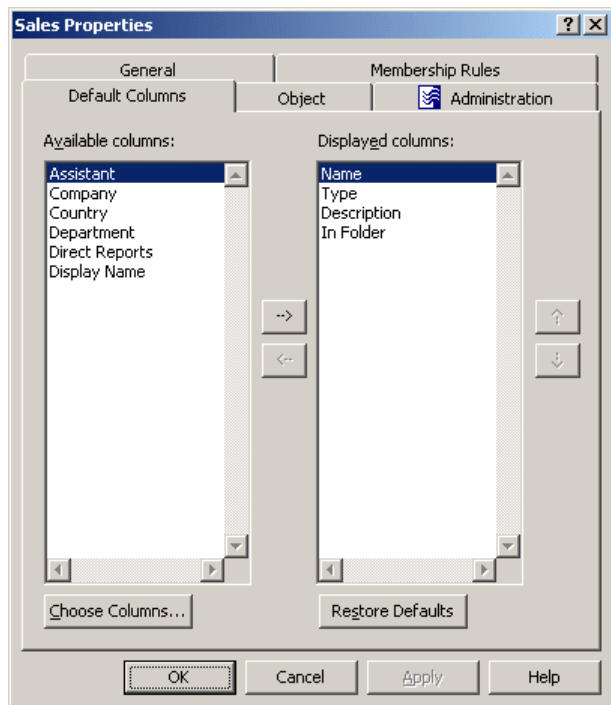 Sales Properties
General
Membership Rules
Default Columns
Object
Administration
Available columns:
Displayed columns:
Assistant
Company
Country
Department
Direct Reports
Display Name
Name
Type
Description
In Folder
-->
<--
Choose Columns...
Restore Defaults
OK
Cancel
Apply
Help